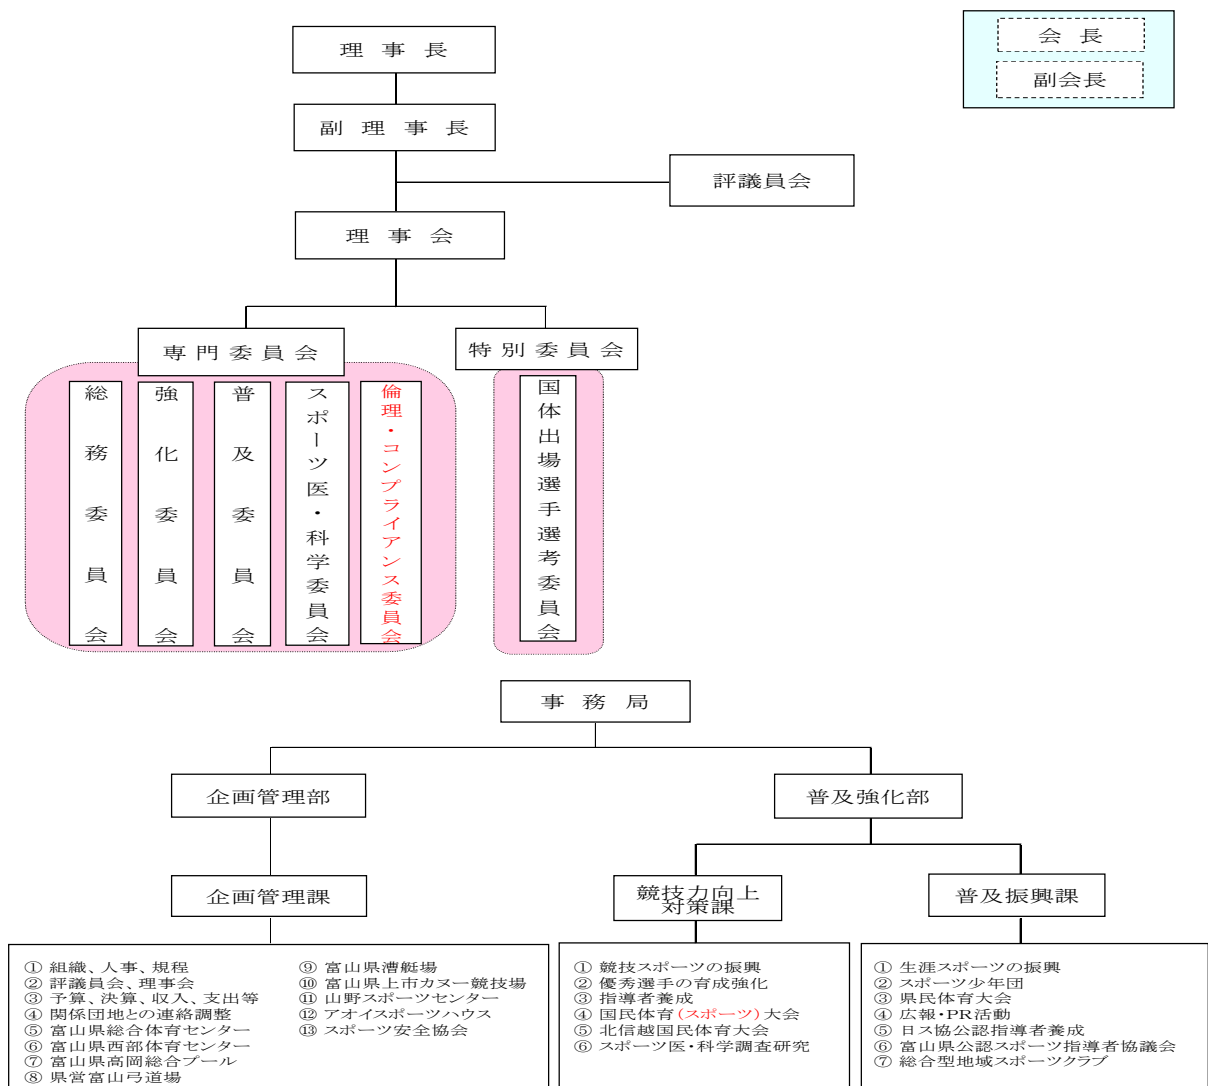 理事長
会長
副会長
副理事長
評議員会
理事会
専門委員会
特別委員会
総務委員会
強化委員会
普及委員会
スポーツ医・科学委員会
倫理・コンプライアンス委員会
国体出場選手選考委員会
事務局
企画管理部
普及強化部
企画管理課
競技力向上
対策課
普及振興課
① 組織、人事、規程
② 評議員会、理事会
③ 予算、決算、収入、支出等
④ 関係団地との連絡調整
⑤ 富山県総合体育センター
⑥ 富山県西部体育センター
⑦ 富山県高岡総合プール
⑧ 県営富山弓道場
⑨ 富山県漕艇場
⑩ 富山県上市カヌー競技場
⑪ 山野スポーツセンター
⑫ アオイスポーツハウス
⑬ スポーツ安全協会
① 競技スポーツの振興
② 優秀選手の育成強化
③ 指導者養成
④ 国民体育(スポーツ)大会
⑤ 北信越国民体育大会
⑥ スポーツ医・科学調査研究
① 生涯スポーツの振興
② スポーツ少年団
③ 県民体育大会
④ 広報・PR活動
⑤ 日ス協公認指導者養成
⑥ 富山県公認スポーツ指導者協議会
⑦ 総合型地域スポーツクラブ